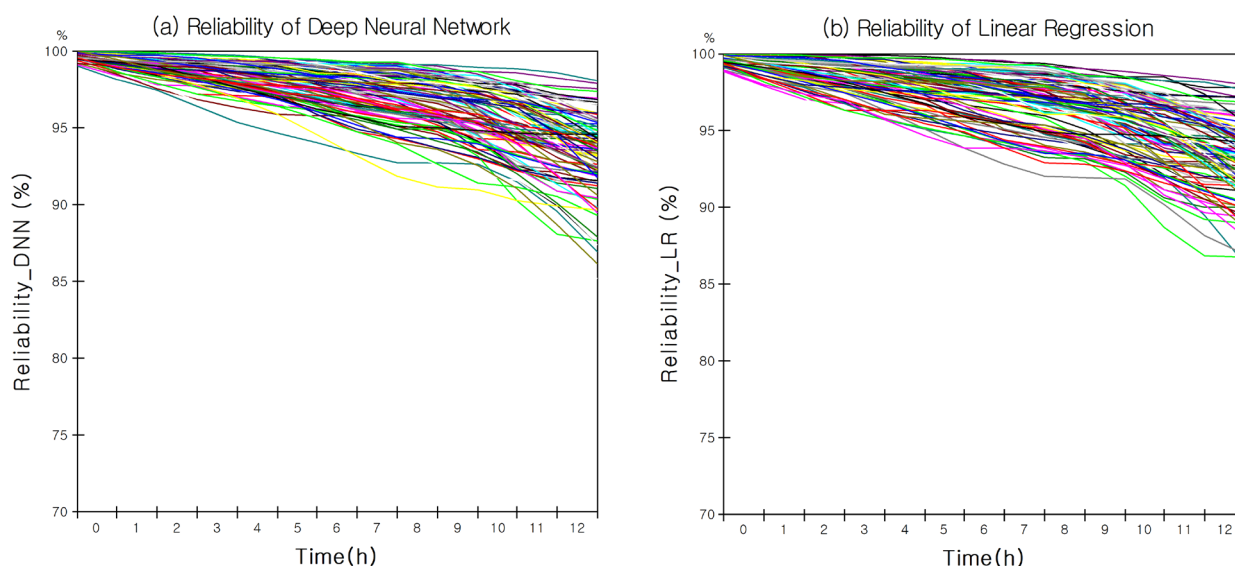 (a) Reliability of Deep Neural Network
%
100
95
90
85
80
75
70
Reliability_DNN (%)
0 1 2 3 4 5 6 7 8 9 10 11 12
Time(h)
(b) Reliability of Linear Regression
%
100
95
90
85
80
75
70
Reliability_LR (%)
0 1 2 3 4 5 6 7 8 9 10 11 12
Time(h)